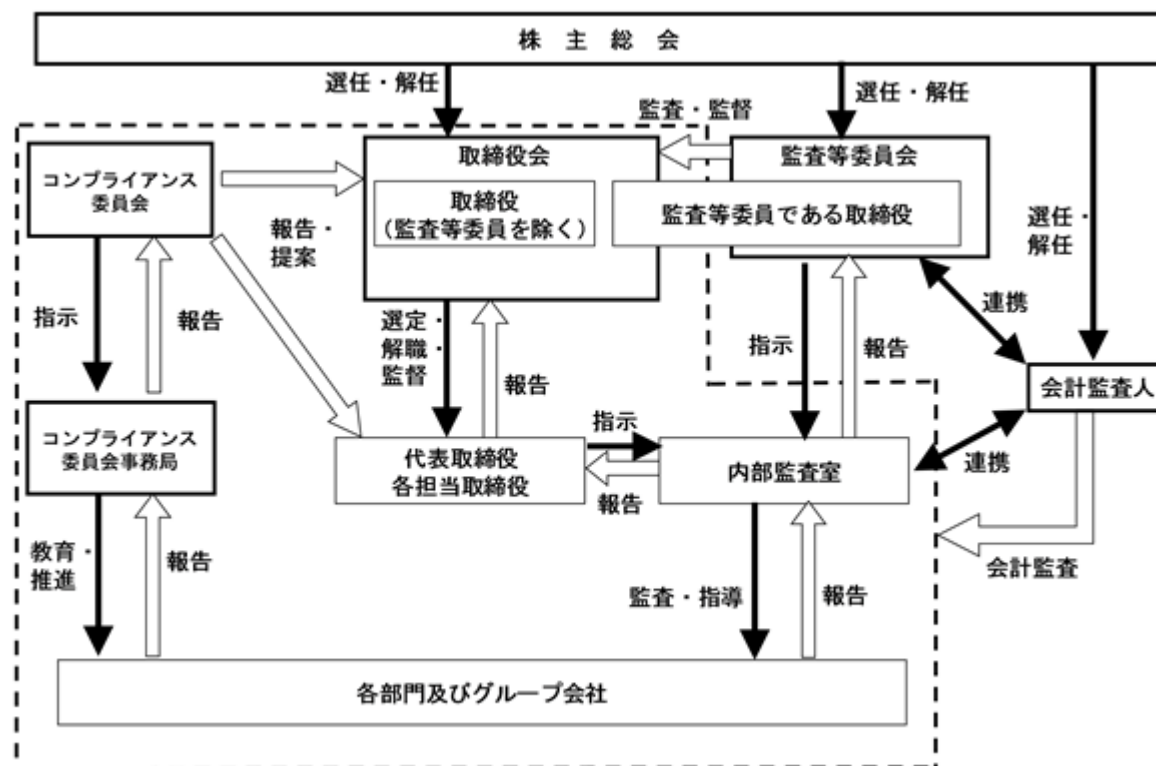 株主総会
選任・解任
選任・解任
監査・監督
選任・
解任
コンプライアンス
委員会
取締役会
取締役
（監査等委員を除く）
監査等委員会
監査等委員である取締役
報告・
提案
指示
報告
選定・
解職・
監督
報告
指示
報告
連携
会計監査人
コンプライアンス
委員会事務局
代表取締役
各担当取締役
指示
報告
内部監査室
連携
教育・
推進
報告
監査・指導
報告
会計監査
各部門及びグループ会社